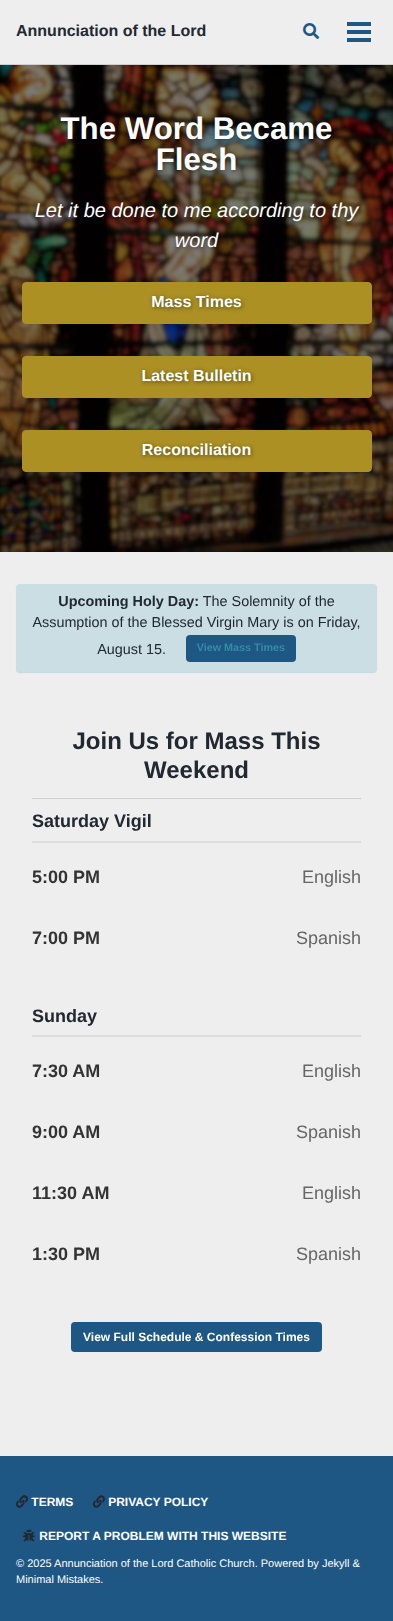 Annunciation of the Lord
The Word Became
Flesh
Let it be done to me according to thy
word
Mass Times
Latest Bulletin
Reconciliation
Upcoming Holy Day: The Solemnity of the
Assumption of the Blessed Virgin Mary is on Friday,
August 15. View Mass Times
Join Us for Mass This
Weekend
Saturday Vigil
5:00 PM English
7:00 PM Spanish
Sunday
7:30 AM English
9:00 AM Spanish
11:30 AM English
1:30 PM Spanish
View Full Schedule & Confession Times
TERMS PRIVACY POLICY
REPORT A PROBLEM WITH THIS WEBSITE
© 2025 Annunciation of the Lord Catholic Church. Powered by Jekyll &
Minimal Mistakes.